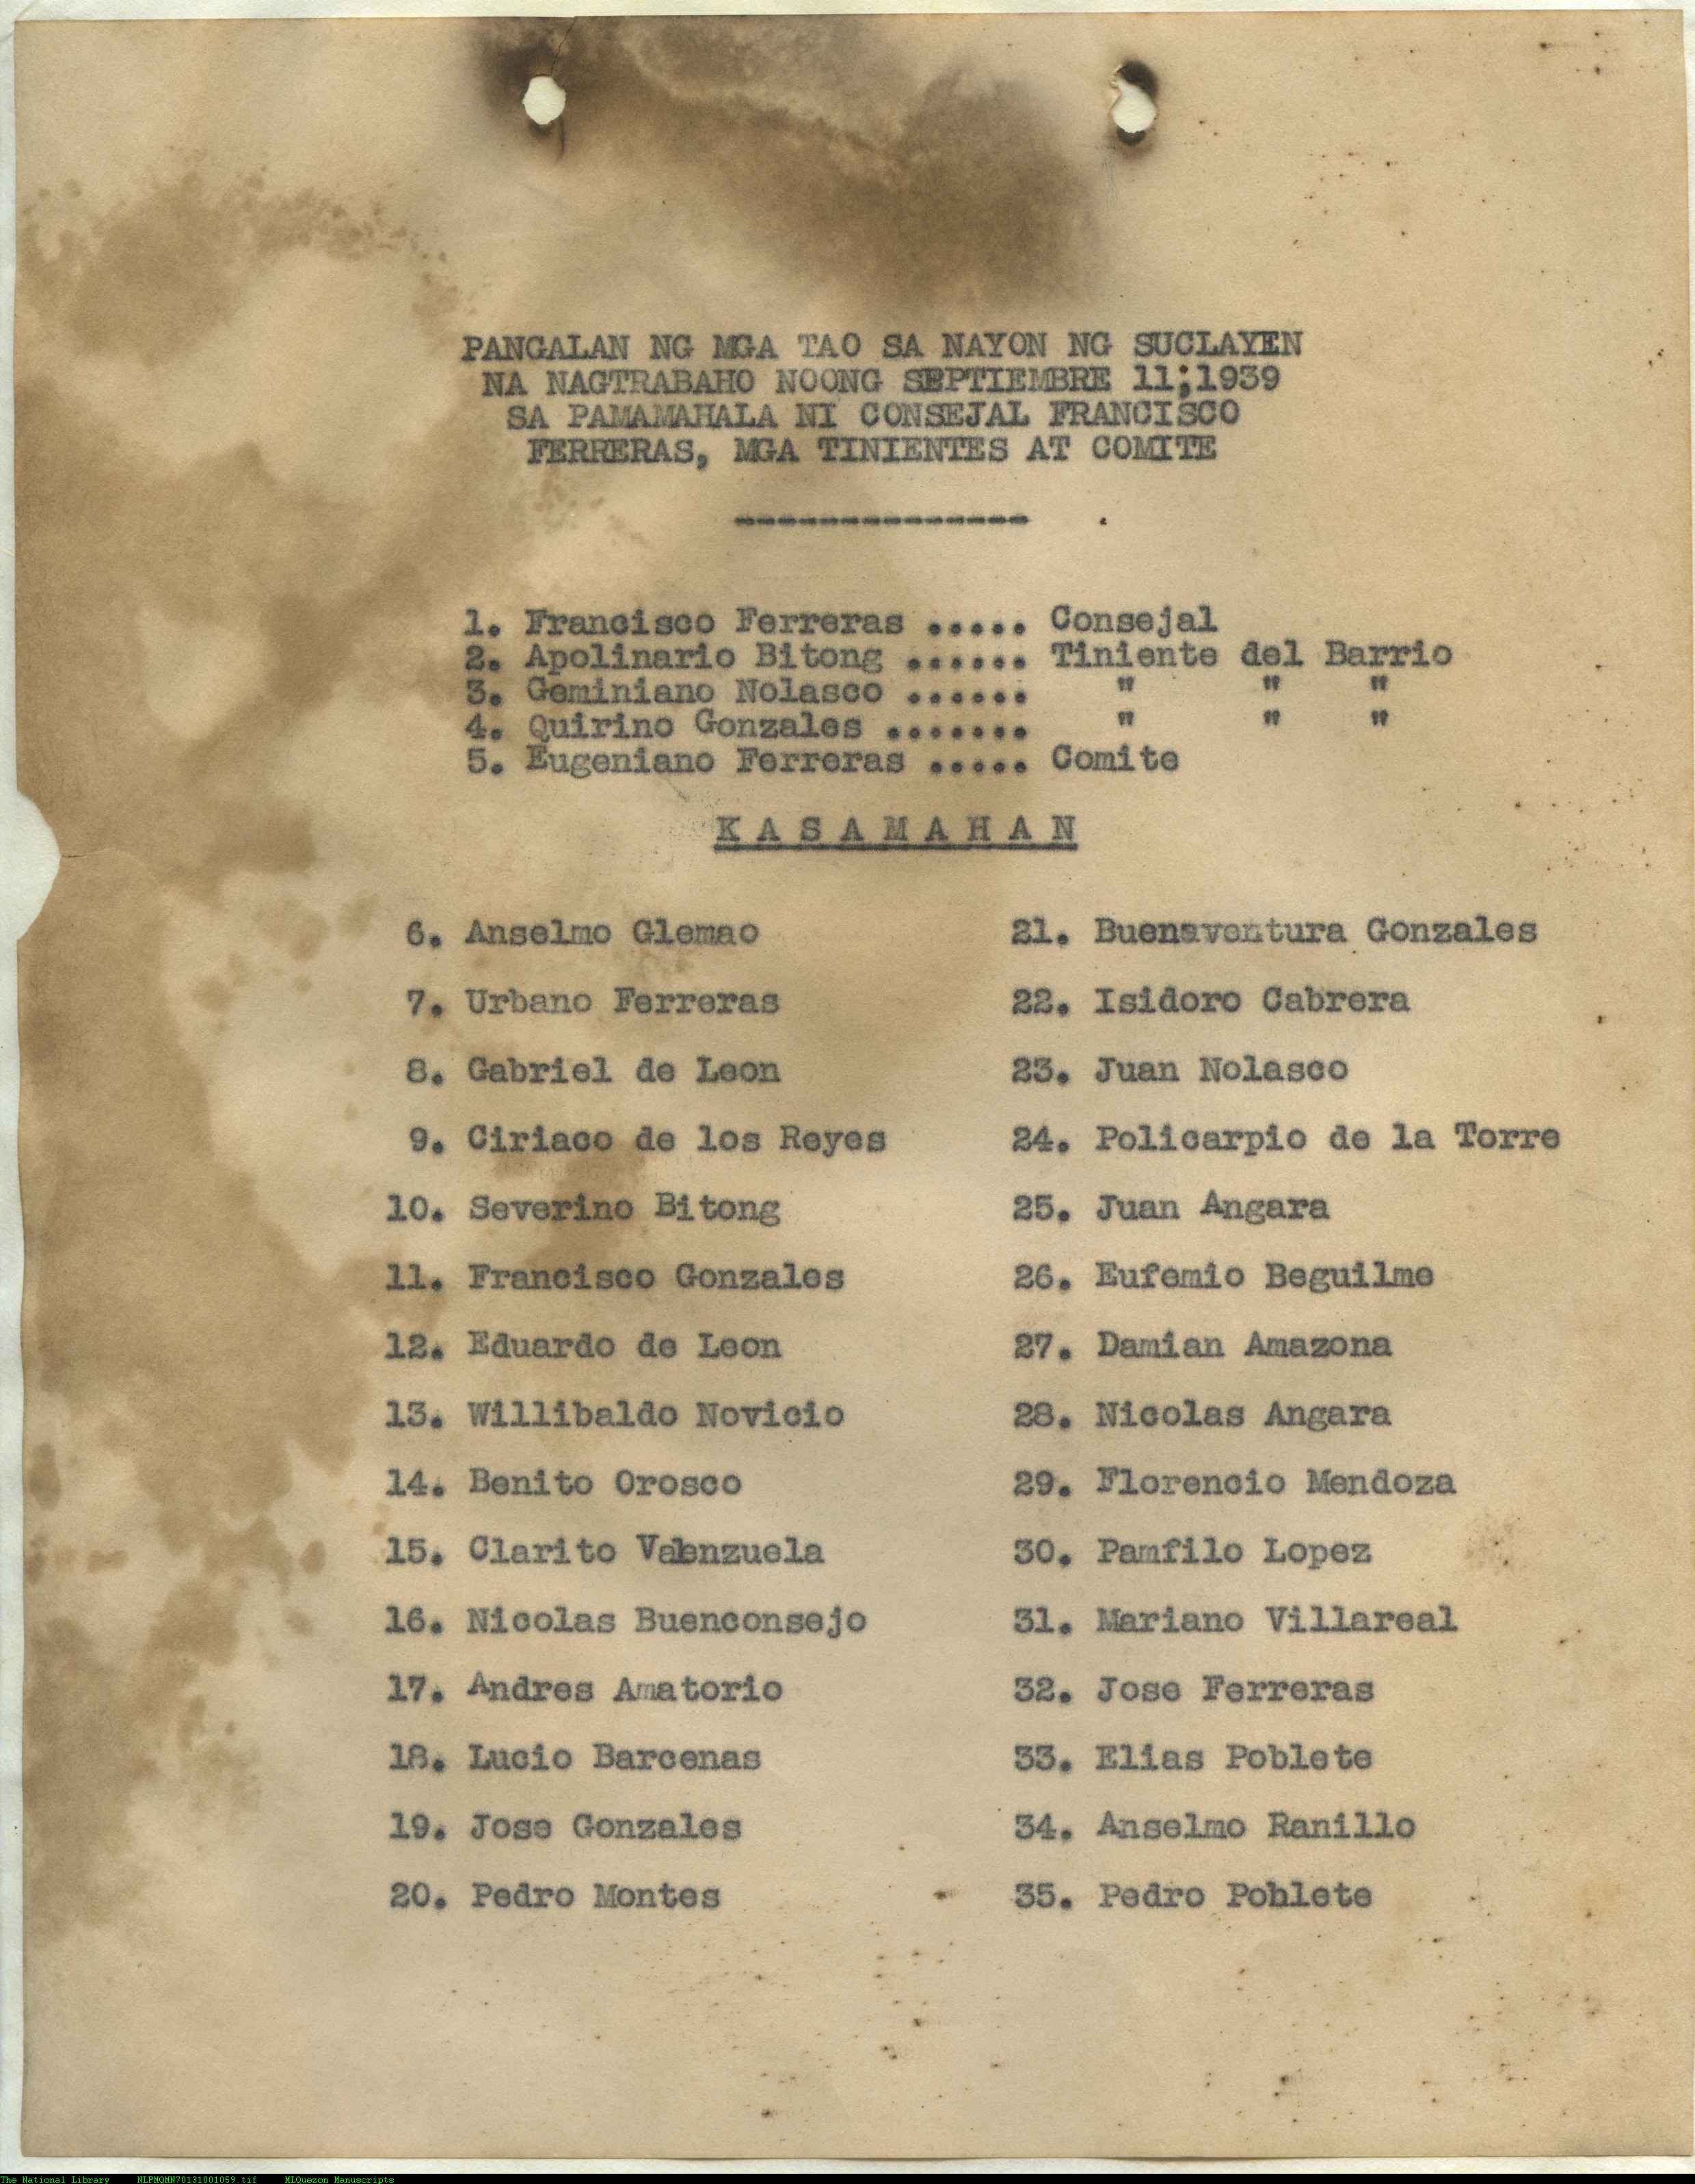 PANGALAN NG MGA TAO SA NAYON NG SUCLAYEN
NA NAGTRABAHO NOONG SEPTIEMBRE 11;1939
SA PAMAMAHALA NI CONSEJAL FRANCISCO
FERRERAS, MGA TINIENTES AT COMITE
--------------
1. Francisco Ferreras ..... Consejal
2. Apolinario Bitong ...... Tiniente del Barrio
3. Geminiano Nolasco ...... " " "
4. Quirino Gonzales ....... " " "
5. Eugeniano Ferreras ..... Comite
K A S A M A H A N
6. Anselmo Glemao
7. Urbano Ferreras
8. Gabriel de Leon
9. Ciriaco de los Reyes
10. Severino Bitong
11. Francisco Gonzales
12. Eduardo de Leon
13. Willibaldo Novicio
14. Benito Orosco
15. Clarito Valenzuela
16. Nicolas Buenconsejo
17. Andres Amatorio
18. Lucio Barcenas
19. Jose Gonzales
20. Pedro Montes
21. Buenaventura Gonzales
22. Isidoro Cabrera
23. Juan Nolasco
24. Policarpio de la Torre
25. Juan Angara
26. Eufemio Beguilme
27. Damian Amazona
28. Nicolas Angara
29. Florencio Mendoza
30. Pamfilo Lopez
31. Mariano Villareal
32. Jose Ferreras
33. Elias Poblete
34. Anselmo Ranillo
35. Pedro Poblete
The National Library NLPMQMN70131001059.tif MLQuezon Manuscripts